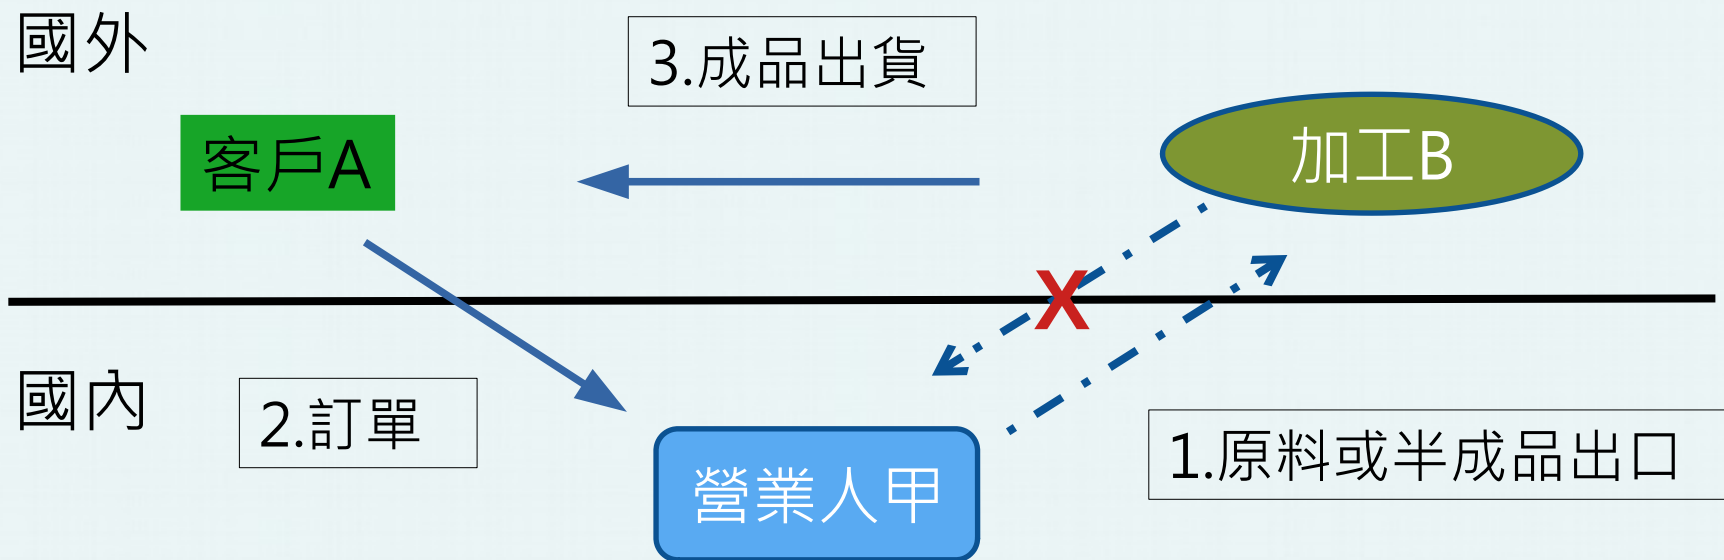 國外
3.成品出貨
客戶A
加工B
X
國內
2.訂單
1.原料或半成品出口
營業人甲